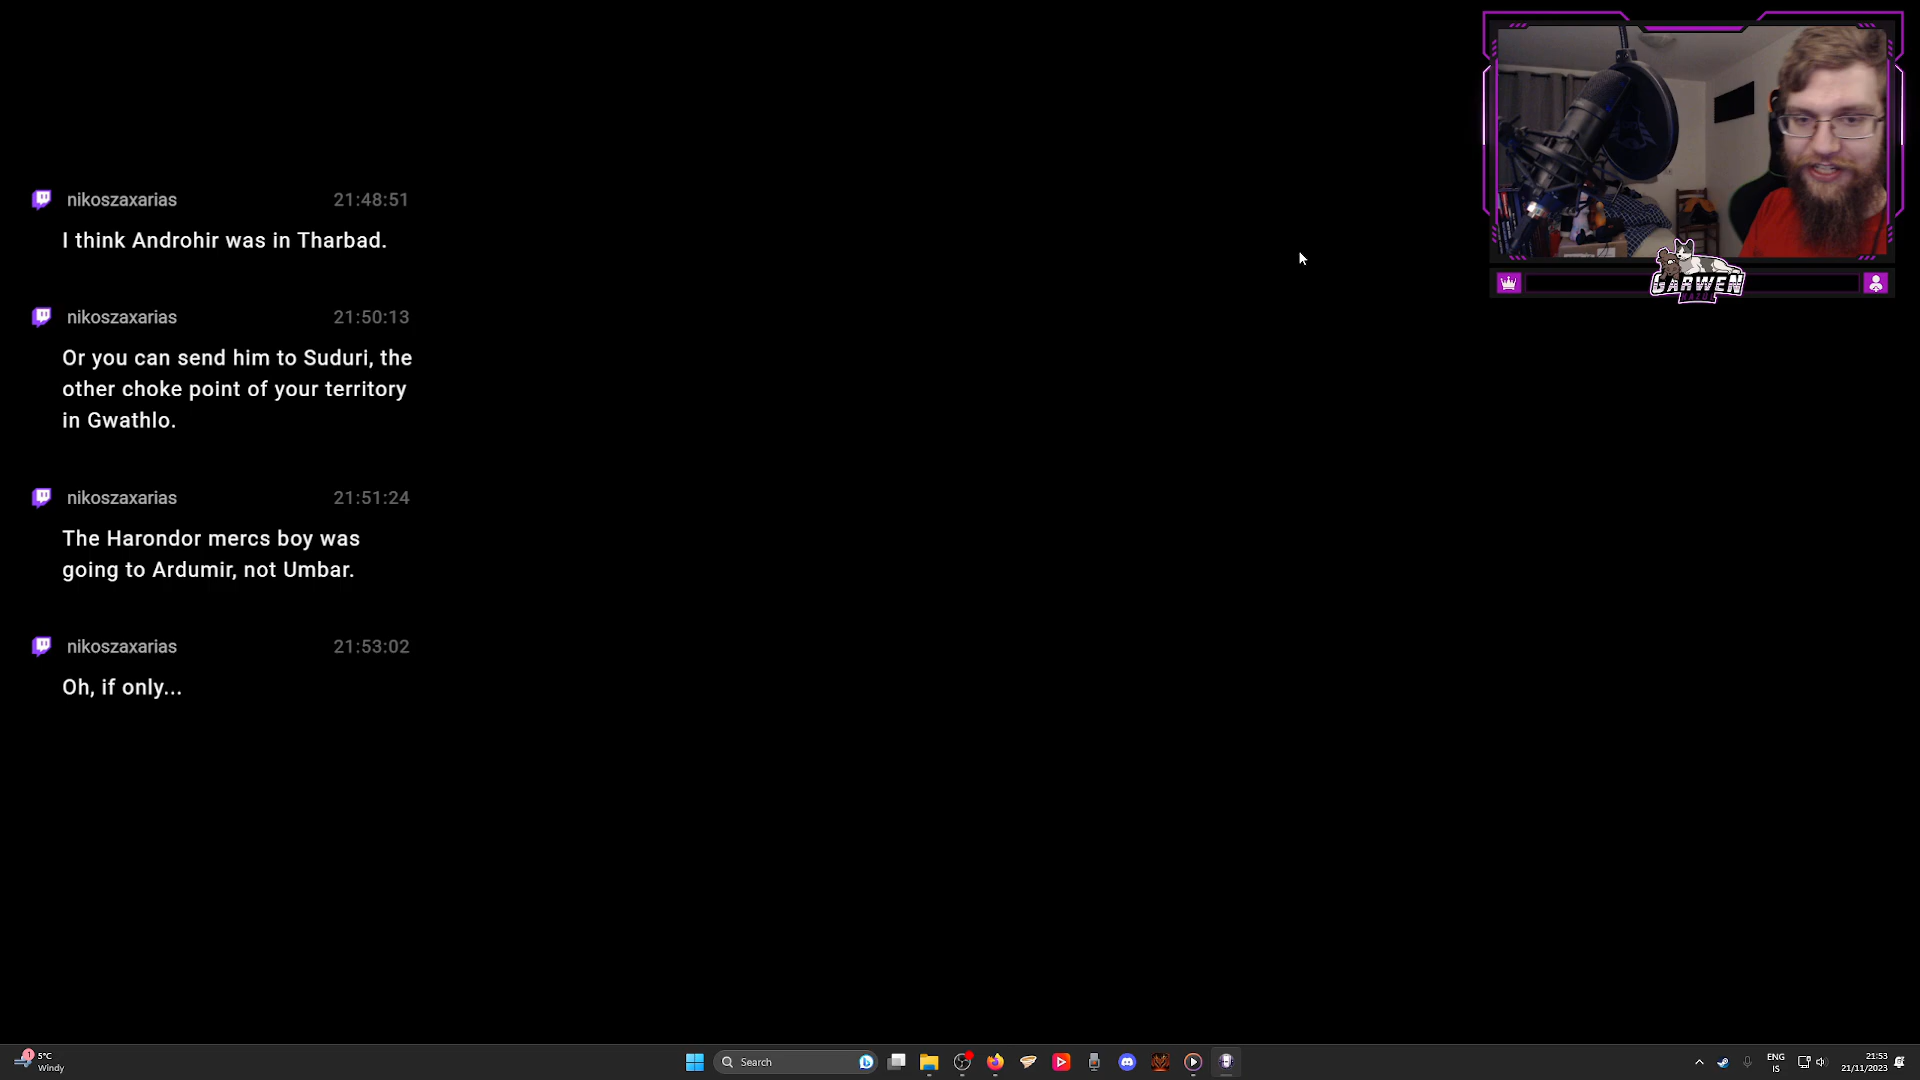 nikoszaxarias 21:48:51
I think Androhir was in Tharbad.
nikoszaxarias 21:50:13
Or you can send him to Suduri, the
other choke point of your territory
in Gwathlo.
nikoszaxarias 21:51:24
The Harondor mercs boy was
going to Ardumir, not Umbar.
nikoszaxarias 21:53:02
Oh, if only...
GARWEN
1
5°C
Windy
Search
ENG
IS
21:53
21/11/2023